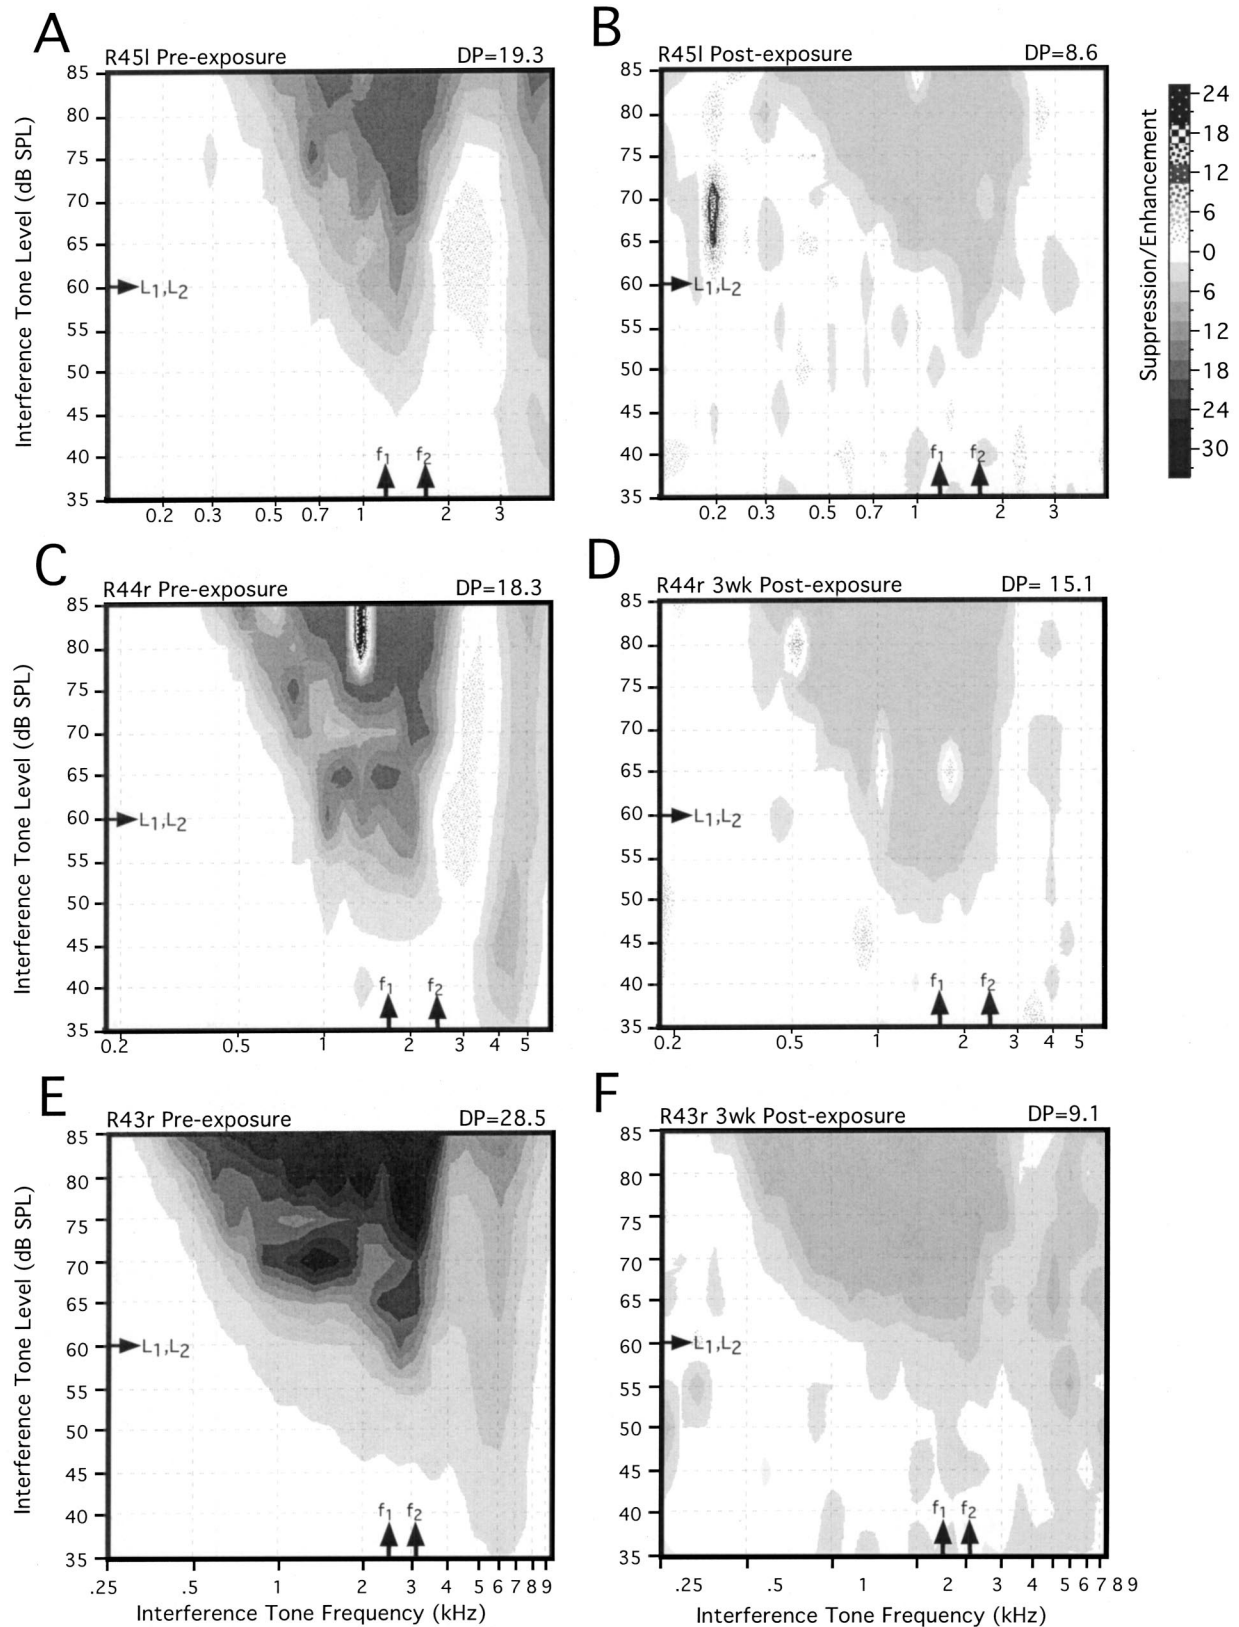 A
R45l Pre-exposure DP=19.3
B
R45l Post-exposure DP=8.6
Interference Tone Level (dB SPL)
85
80
75
70
65
60
55
50
45
40
35
L1,L2
f1 f2
0.2 0.3 0.5 0.7 1 2 3
85
80
75
70
65
60
55
50
45
40
35
L1,L2
f1 f2
0.2 0.3 0.5 0.7 1 2 3
Suppression/Enhancement
24
18
12
6
0
6
12
18
24
30
C
R44r Pre-exposure DP=18.3
D
R44r 3wk Post-exposure DP= 15.1
Interference Tone Level (dB SPL)
85
80
75
70
65
60
55
50
45
40
35
L1,L2
f1 f2
0.2 0.5 1 2 3 4 5
85
80
75
70
65
60
55
50
45
40
35
L1,L2
f1 f2
0.2 0.5 1 2 3 4 5
E
R43r Pre-exposure DP=28.5
F
R43r 3wk Post-exposure DP=9.1
Interference Tone Level (dB SPL)
85
80
75
70
65
60
55
50
45
40
35
L1,L2
f1 f2
.25 .5 1 2 3 4 5 6 7 8 9
Interference Tone Frequency (kHz)
85
80
75
70
65
60
55
50
45
40
35
L1,L2
f1 f2
.25 .5 1 2 3 4 5 6 7 8 9
Interference Tone Frequency (kHz)